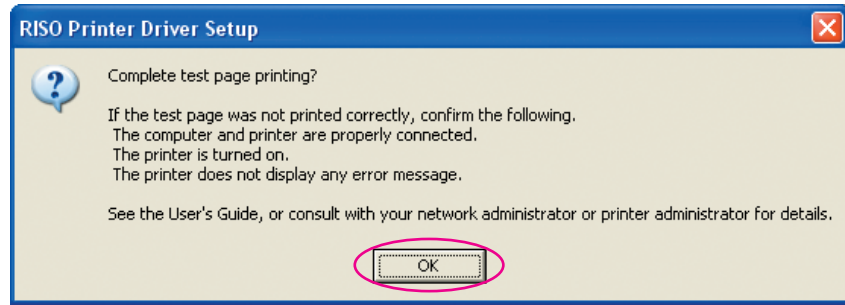 RISO Printer Driver Setup
Complete test page printing?
If the test page was not printed correctly, confirm the following.
The computer and printer are properly connected.
The printer is turned on.
The printer does not display any error message.
See the User's Guide, or consult with your network administrator or printer administrator for details.
OK